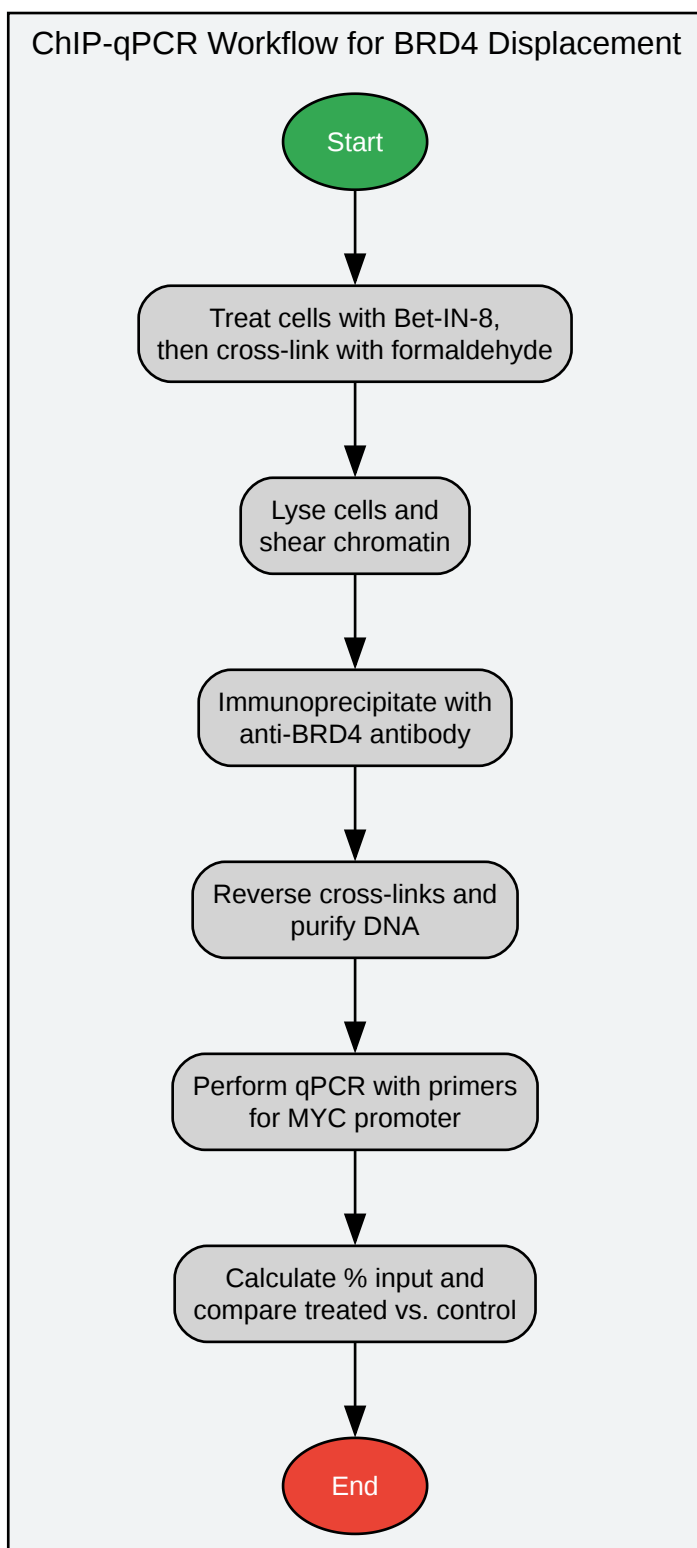 ChIP-qPCR Workflow for BRD4 Displacement
Start
Treat cells with Bet-IN-8,
then cross-link with formaldehyde
Lyse cells and
shear chromatin
Immunoprecipitate with
anti-BRD4 antibody
Reverse cross-links and
purify DNA
Perform qPCR with primers
for MYC promoter
Calculate % input and
compare treated vs. control
End